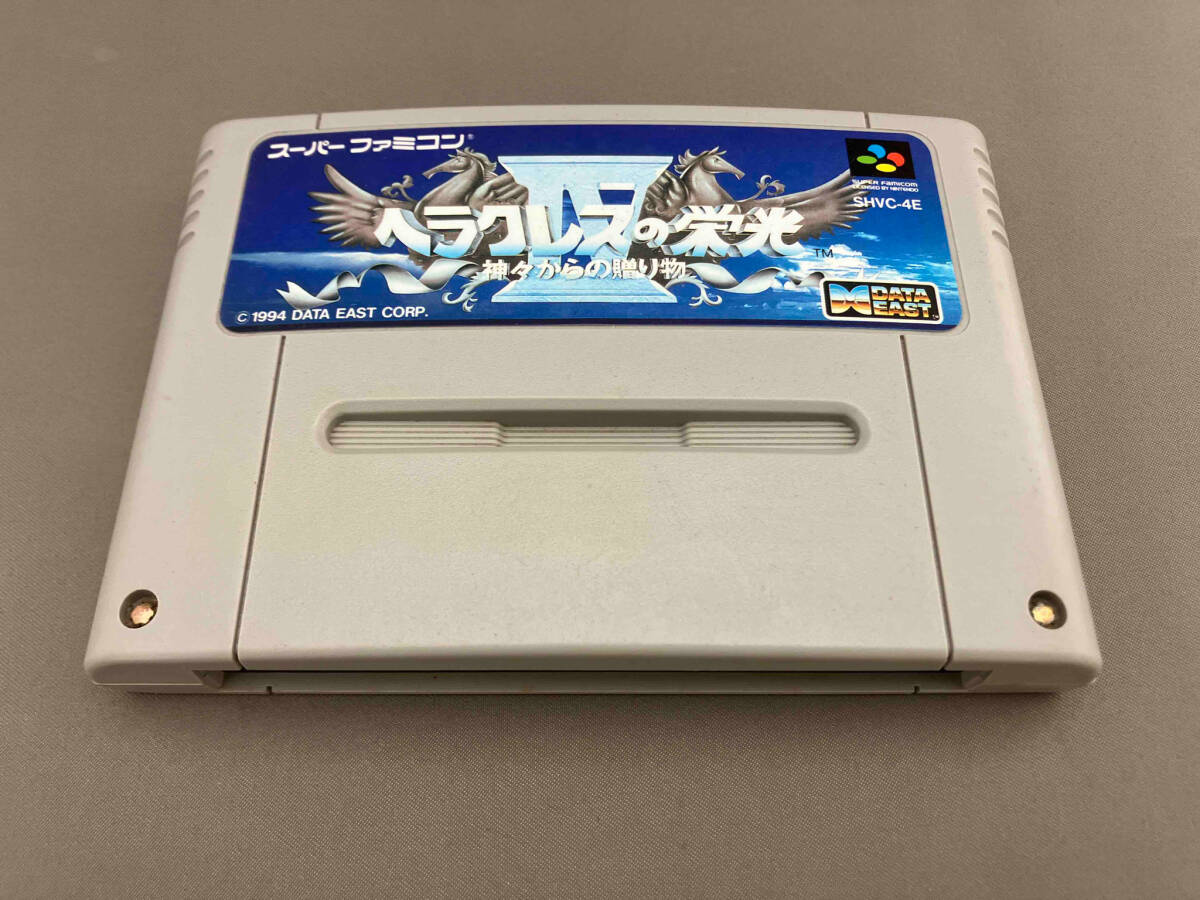 スーパーファミコン®
SUPER FAMICOM
LICENSED BY NINTENDO
SHVC-4E
IV
ヘラクレスの栄光
TM
神々からの贈り物
© 1994 DATA EAST CORP.
DATA
EAST